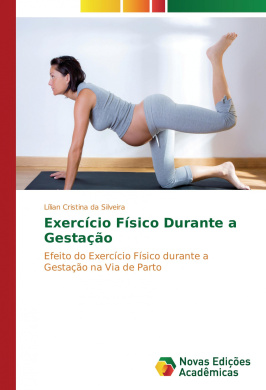 Lílian Cristina da Silveira
Exercício Físico Durante a
Gestação
Efeito do Exercício Físico durante a
Gestação na Via de Parto
Novas Edições
Acadêmicas